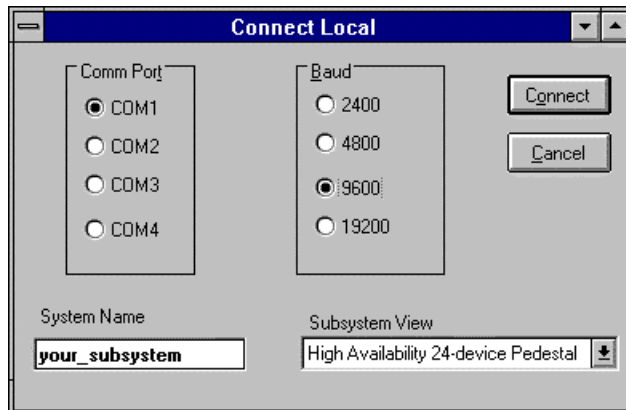 Connect Local
Comm Port
COM1
COM2
COM3
COM4
Baud
2400
4800
9600
19200
Connect
Cancel
System Name
your_subsystem
Subsystem View
High Availability 24-device Pedestal